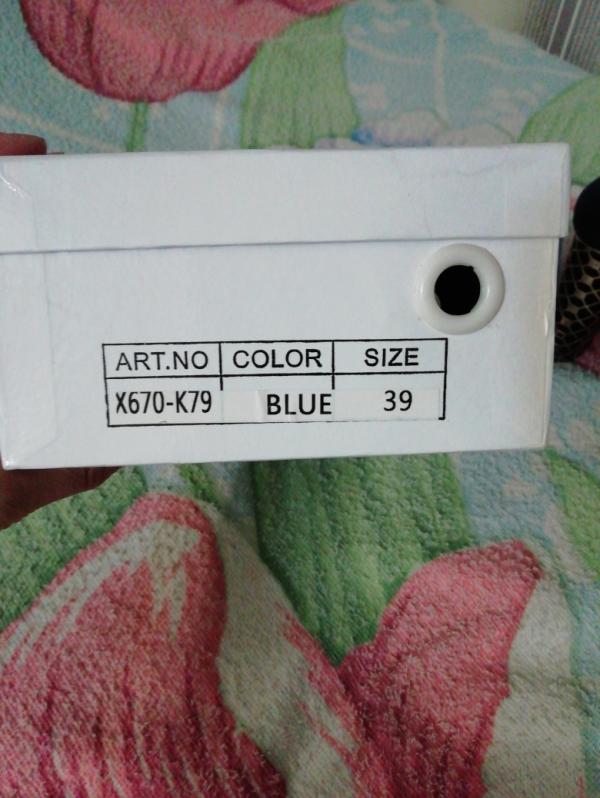 ART.NO COLOR SIZE
X670-K79 BLUE 39